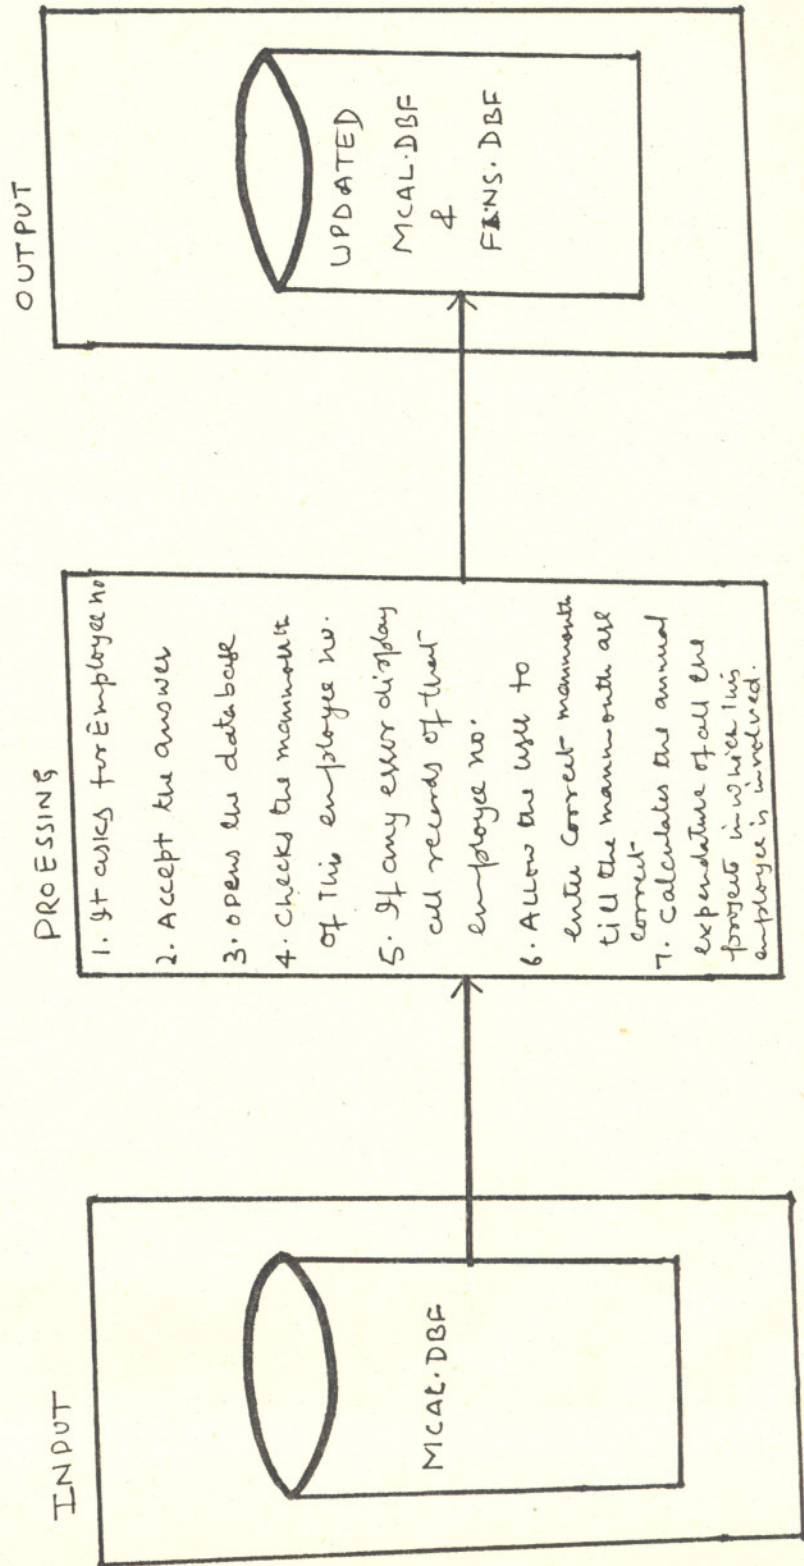 INPUT
MCAL.DBF
PROESSING
1. It asks for Employee no
2. Accept the answer
3. opens the database
4. Checks the manmonth
of This employee no.
5. If any error display
all records of that
employee no.
6. Allow the user to
enter correct manmonth
till the manmonth are
correct
7. Calculates the annual
expenditure of all the
projects in which this
employee is involved.
OUTPUT
UPDATED
MCAL.DBF
&